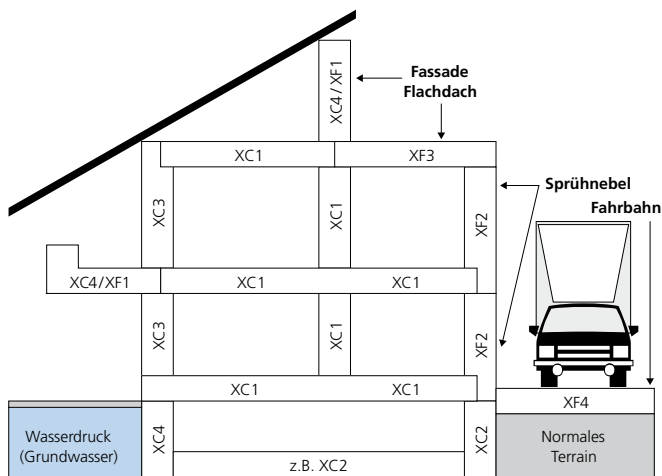 XC4/XF1
Fassade
Flachdach
XC1
XF3
XC3
XC1
XF2
Sprühnebel
Fahrbahn
XC4/XF1
XC1
XC1
XC3
XC1
XF2
XC1
XC1
XF4
Wasserdruck
(Grundwasser)
XC4
z.B. XC2
XC2
Normales
Terrain